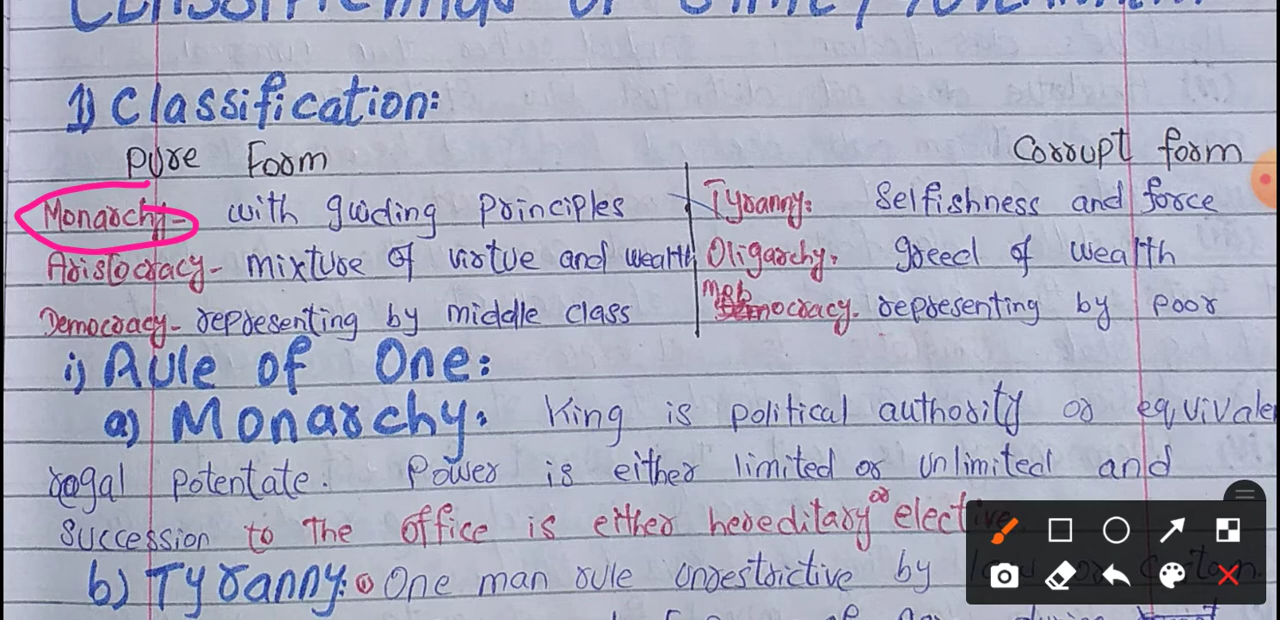 Classification of
1) Classification:
Pure Form Corrupt form
Monarchy - with guiding Principles Tyranny: Selfishness and force
Aristocracy - mixture of virtue and wealth Oligarchy: greed of wealth
Democracy - representing by middle class Mobocracy. representing by poor
i) Rule of One:
a) Monarchy: King is political authority or equivale
regal potentate. Power is either limited or unlimited and
Succession to The office is either hereditary or elective
b) Tyranny: One man rule unrestrictive by